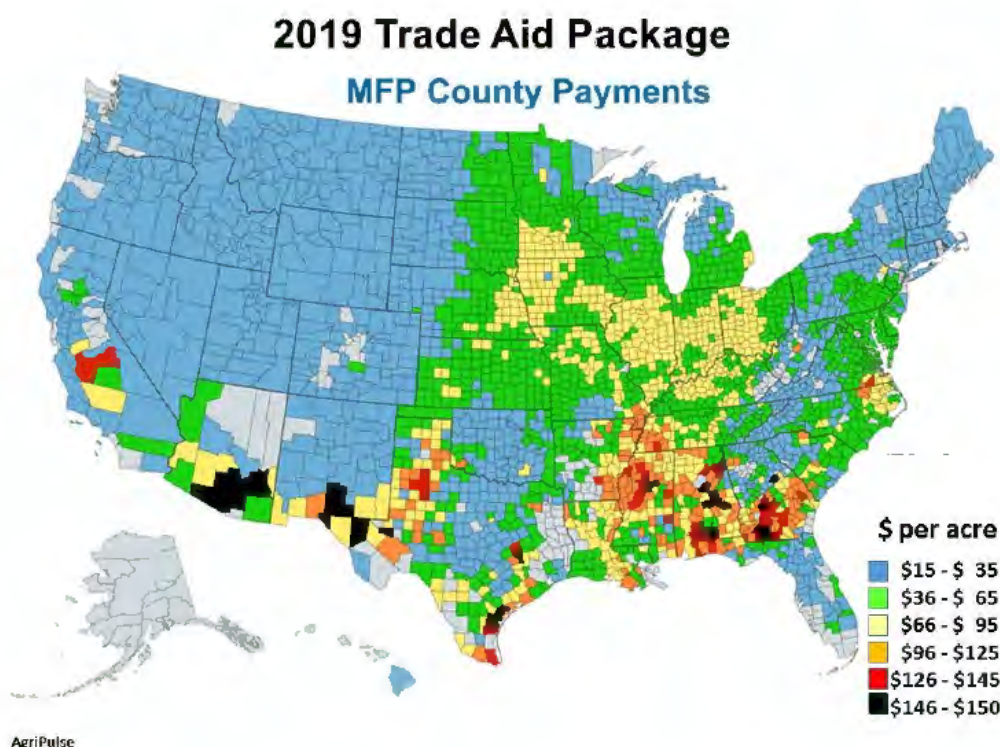 2019 Trade Aid Package
MFP County Payments
$ per acre
$15 - $ 35
$36 - $ 65
$66 - $ 95
$96 - $125
$126 - $145
$146 - $150
AgriPulse